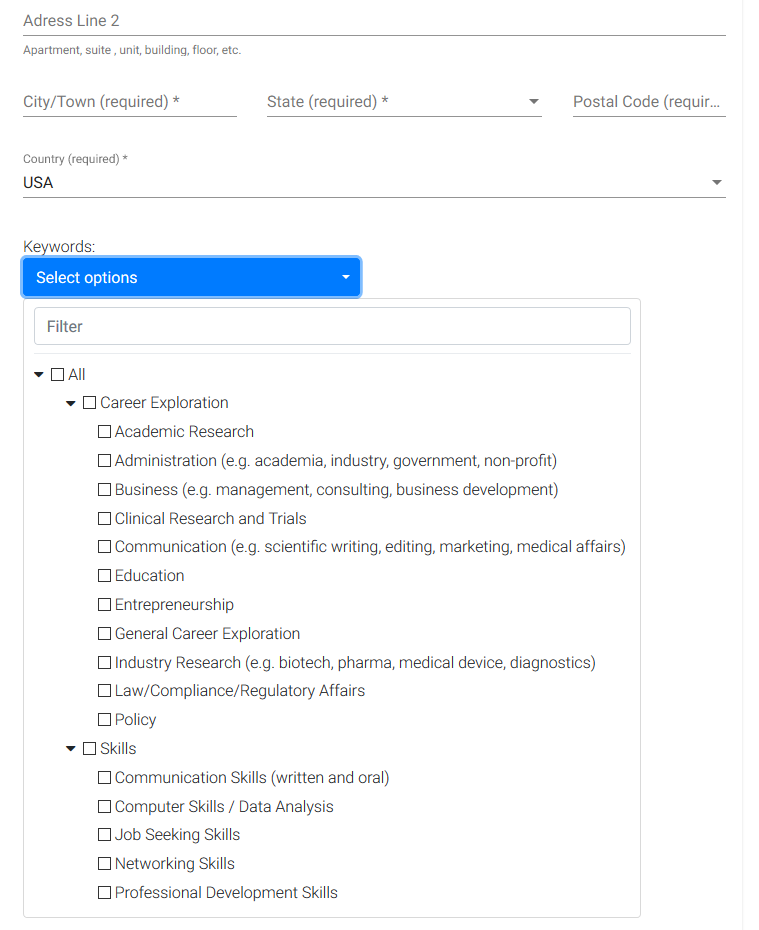 Adress Line 2
Apartment, suite , unit, building, floor, etc.
City/Town (required) * State (required) * Postal Code (requir...
Country (required) *
USA
Keywords:
Select options
Filter
All
Career Exploration
Academic Research
Administration (e.g. academia, industry, government, non-profit)
Business (e.g. management, consulting, business development)
Clinical Research and Trials
Communication (e.g. scientific writing, editing, marketing, medical affairs)
Education
Entrepreneurship
General Career Exploration
Industry Research (e.g. biotech, pharma, medical device, diagnostics)
Law/Compliance/Regulatory Affairs
Policy
Skills
Communication Skills (written and oral)
Computer Skills / Data Analysis
Job Seeking Skills
Networking Skills
Professional Development Skills